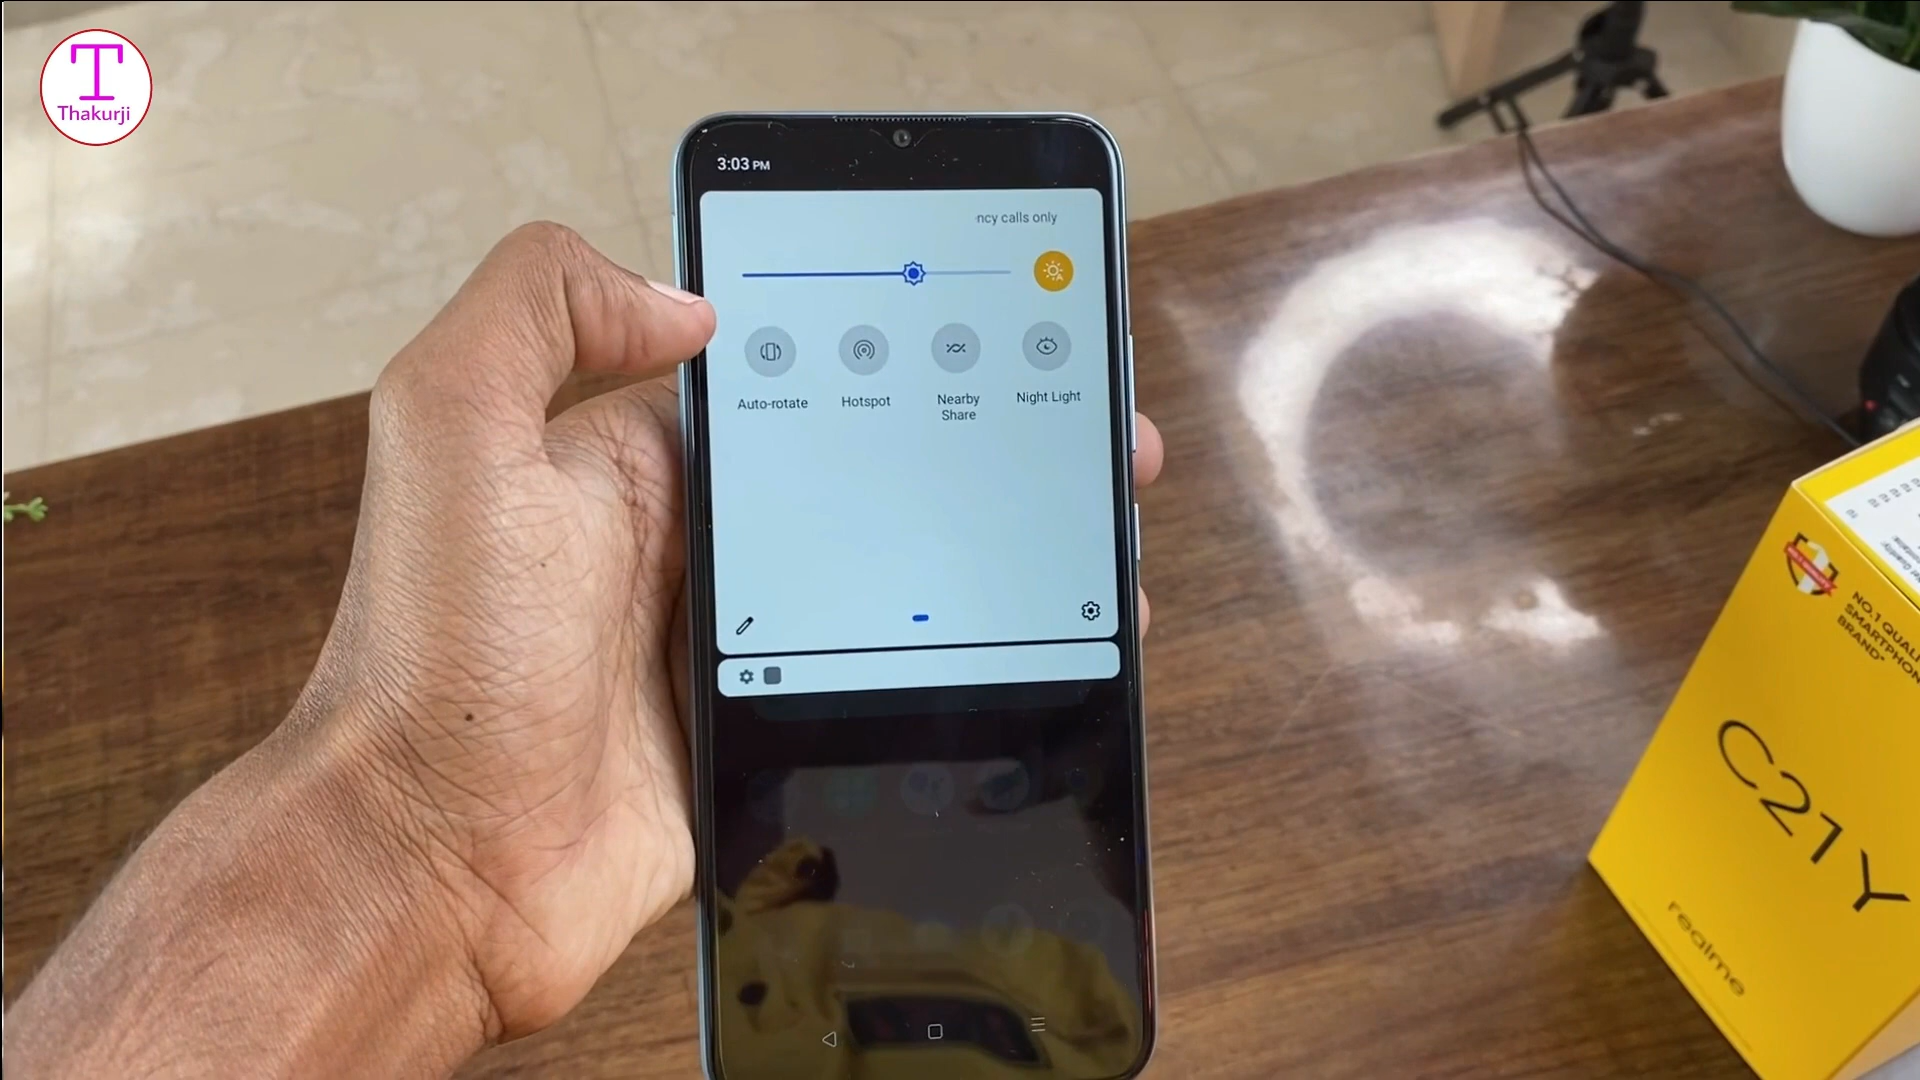 T
Thakurji
3:03 PM
ncy calls only
Auto-rotate
Hotspot
Nearby
Share
Night Light
NO.1 QUALI
SMARTPHON
BRAND*
C21Y
realme